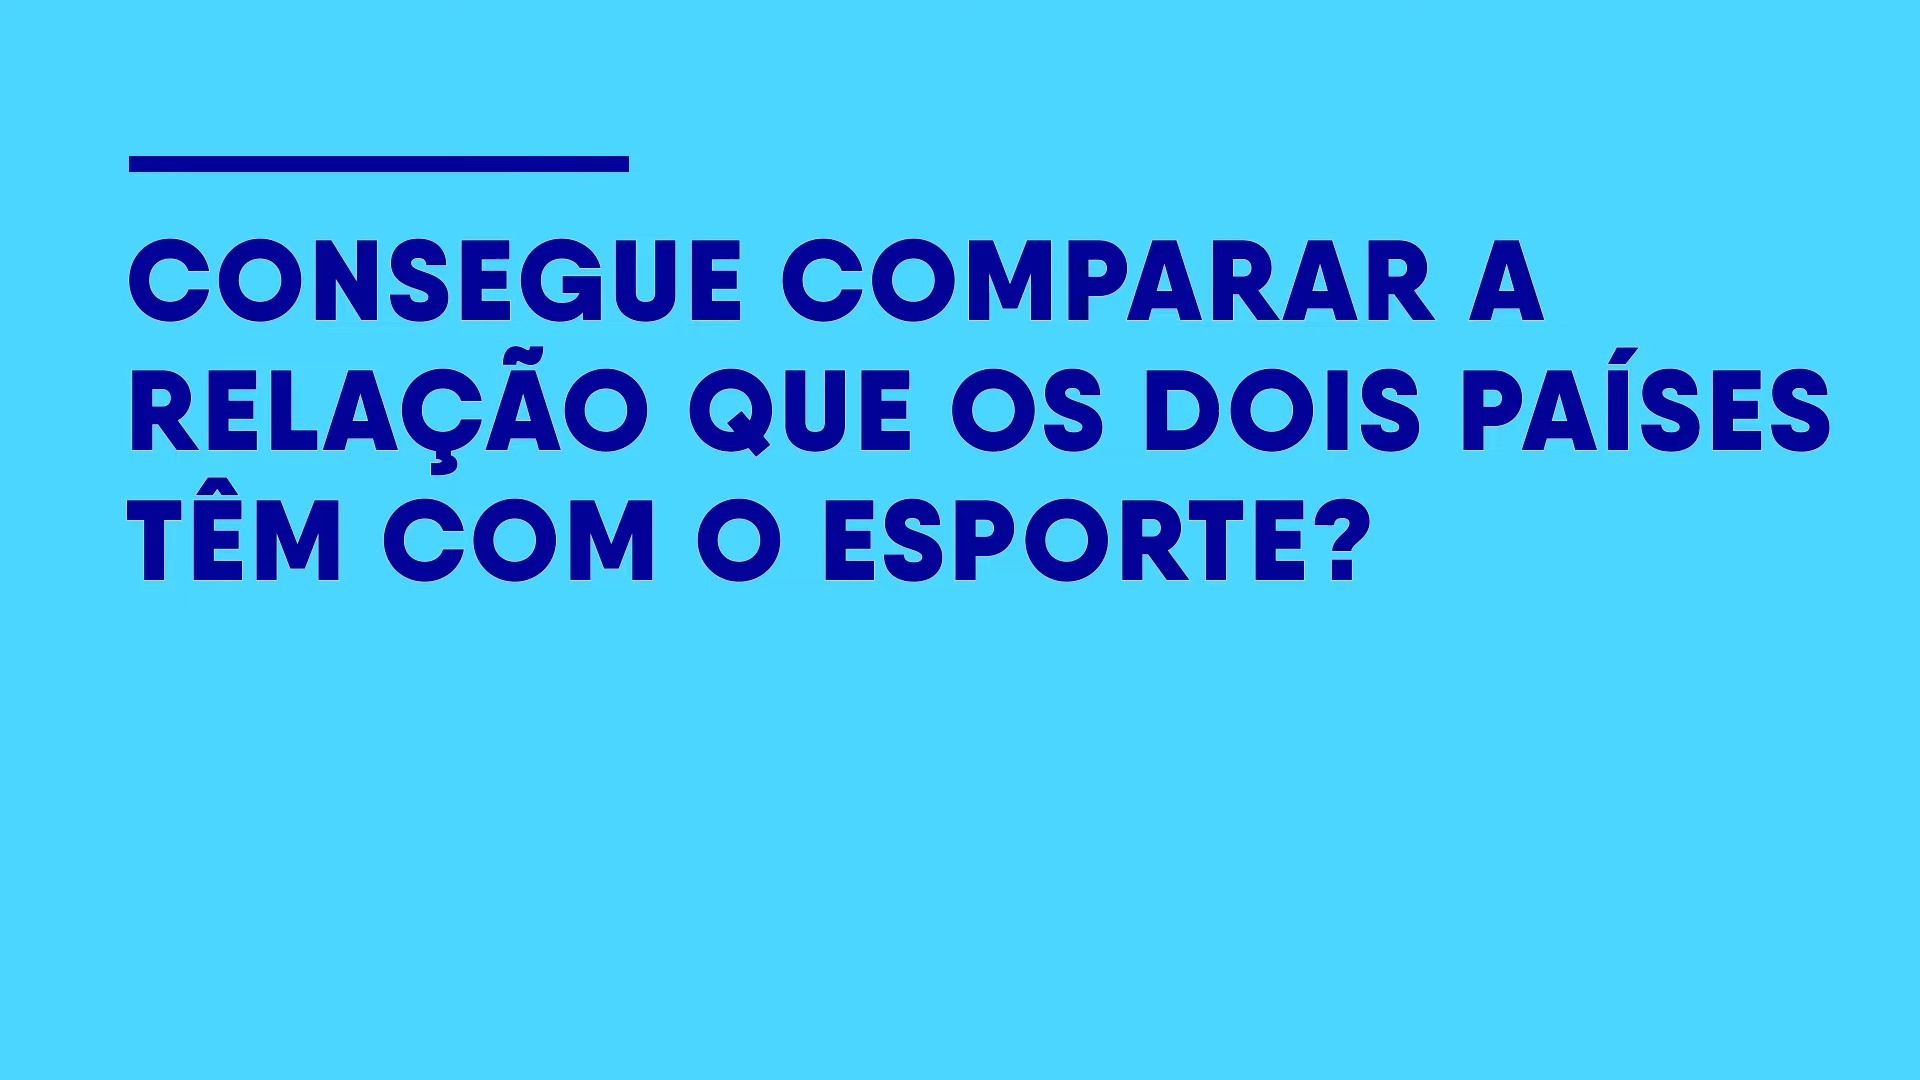 CONSEGUE COMPARAR A
RELAÇÃO QUE OS DOIS PAÍSES
TÊM COM O ESPORTE?